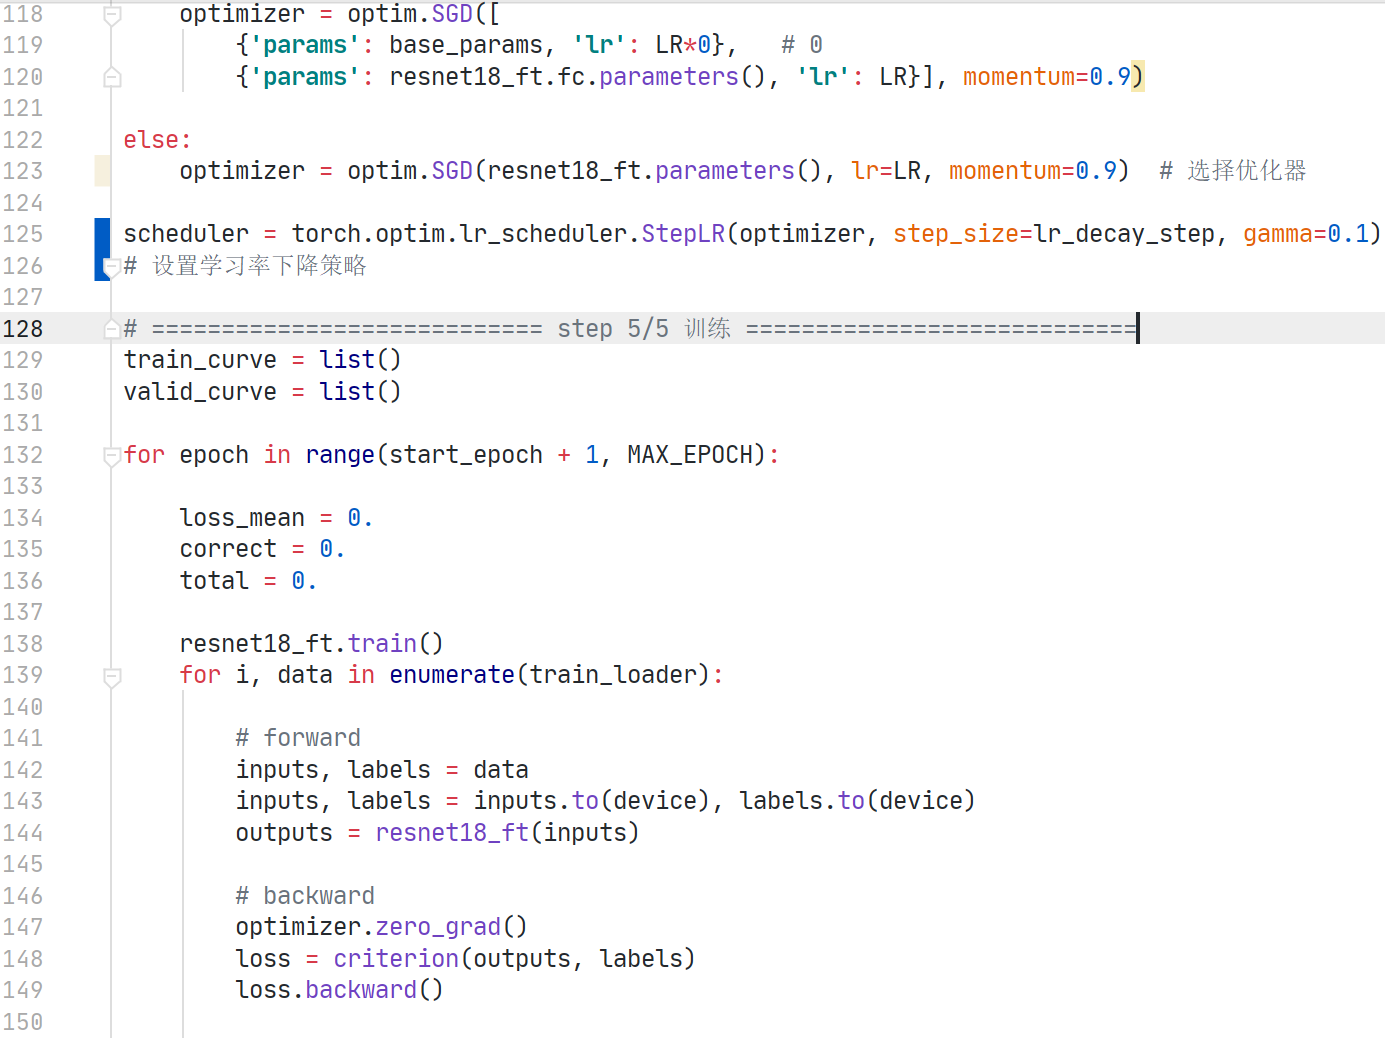 118 optimizer = optim.SGD([
119 {'params': base_params, 'lr': LR*0}, # 0
120 {'params': resnet18_ft.fc.parameters(), 'lr': LR}], momentum=0.9)
121
122 else:
123 optimizer = optim.SGD(resnet18_ft.parameters(), lr=LR, momentum=0.9) # 选择优化器
124
125 scheduler = torch.optim.lr_scheduler.StepLR(optimizer, step_size=lr_decay_step, gamma=0.1)
126 # 设置学习率下降策略
127
128 # ============================ step 5/5 训练 ============================
129 train_curve = list()
130 valid_curve = list()
131
132 for epoch in range(start_epoch + 1, MAX_EPOCH):
133
134 loss_mean = 0.
135 correct = 0.
136 total = 0.
137
138 resnet18_ft.train()
139 for i, data in enumerate(train_loader):
140
141 # forward
142 inputs, labels = data
143 inputs, labels = inputs.to(device), labels.to(device)
144 outputs = resnet18_ft(inputs)
145
146 # backward
147 optimizer.zero_grad()
148 loss = criterion(outputs, labels)
149 loss.backward()
150